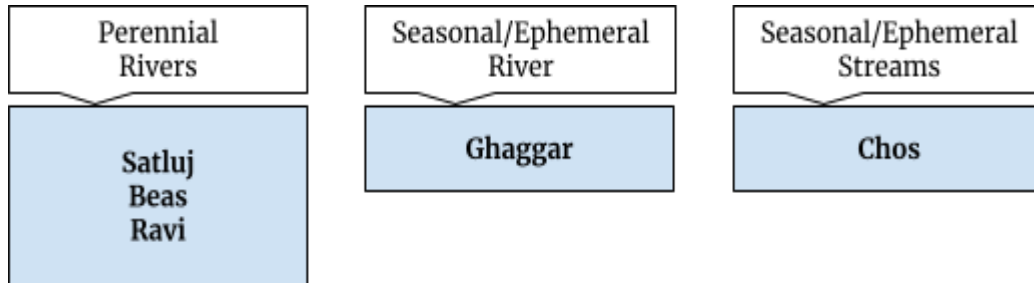 Perennial
Rivers
Satluj
Beas
Ravi
Seasonal/Ephemeral
River
Ghaggar
Seasonal/Ephemeral
Streams
Chos